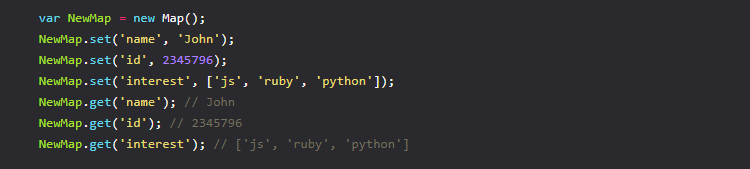 var NewMap = new Map();
NewMap.set('name', 'John');
NewMap.set('id', 2345796);
NewMap.set('interest', ['js', 'ruby', 'python']);
NewMap.get('name'); // John
NewMap.get('id'); // 2345796
NewMap.get('interest'); // ['js', 'ruby', 'python']